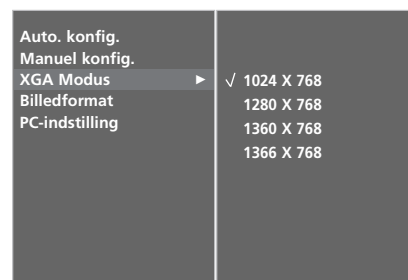 Auto. konfig.
Manuel konfig.
XGA Modus ►
Billedformat
PC-indstilling
√ 1024 X 768
1280 X 768
1360 X 768
1366 X 768